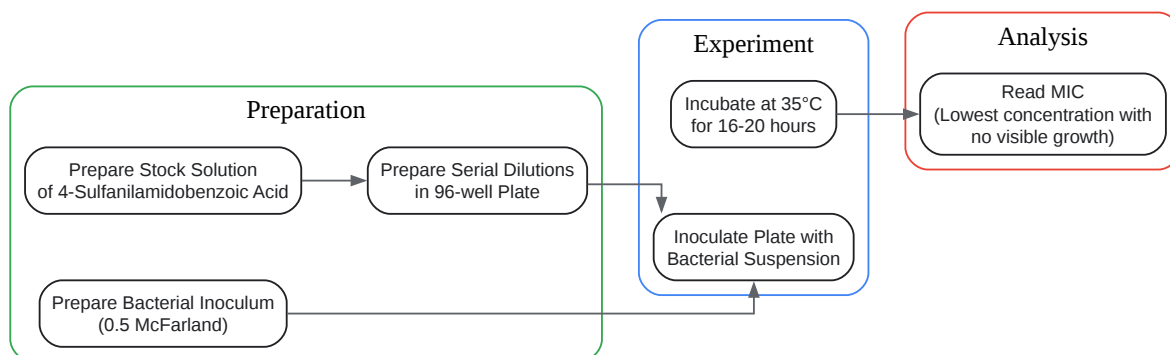 Preparation
Prepare Stock Solution
of 4-Sulfanilamidobenzoic Acid
Prepare Serial Dilutions
in 96-well Plate
Prepare Bacterial Inoculum
(0.5 McFarland)
Experiment
Incubate at 35°C
for 16-20 hours
Inoculate Plate with
Bacterial Suspension
Analysis
Read MIC
(Lowest concentration with
no visible growth)